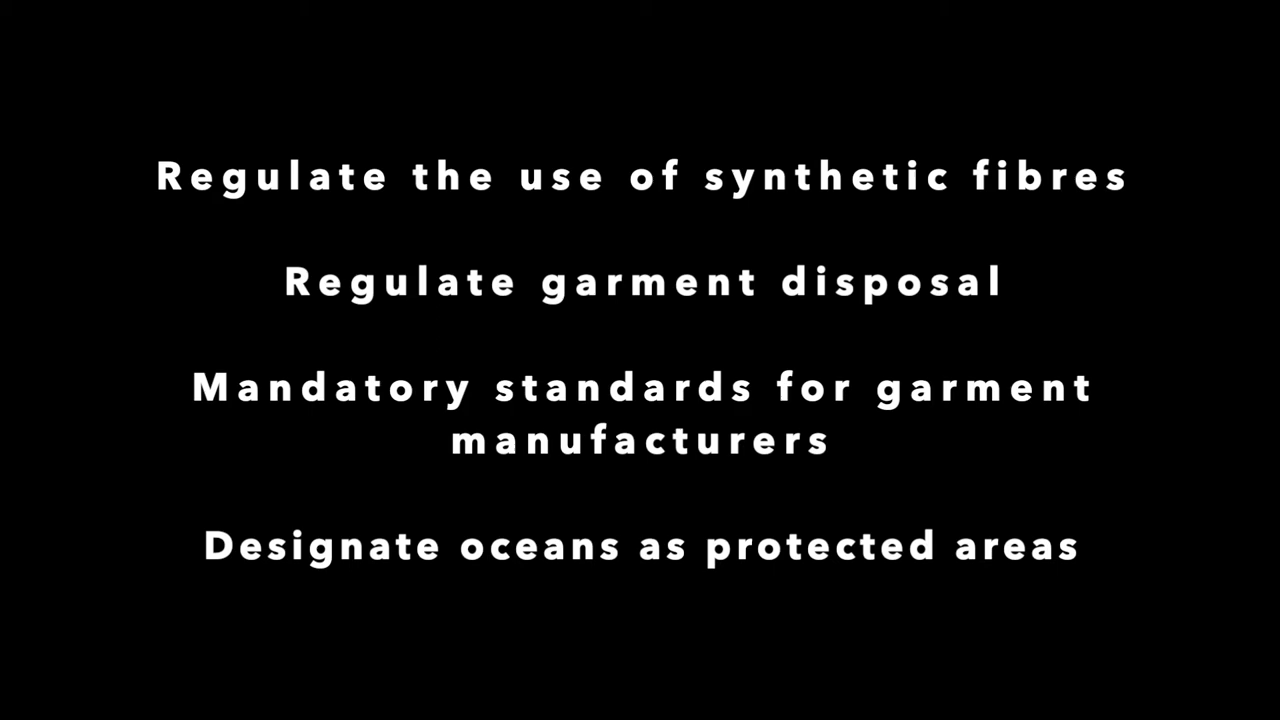 Regulate the use of synthetic fibres
Regulate garment disposal
Mandatory standards for garment
manufacturers
Designate oceans as protected areas